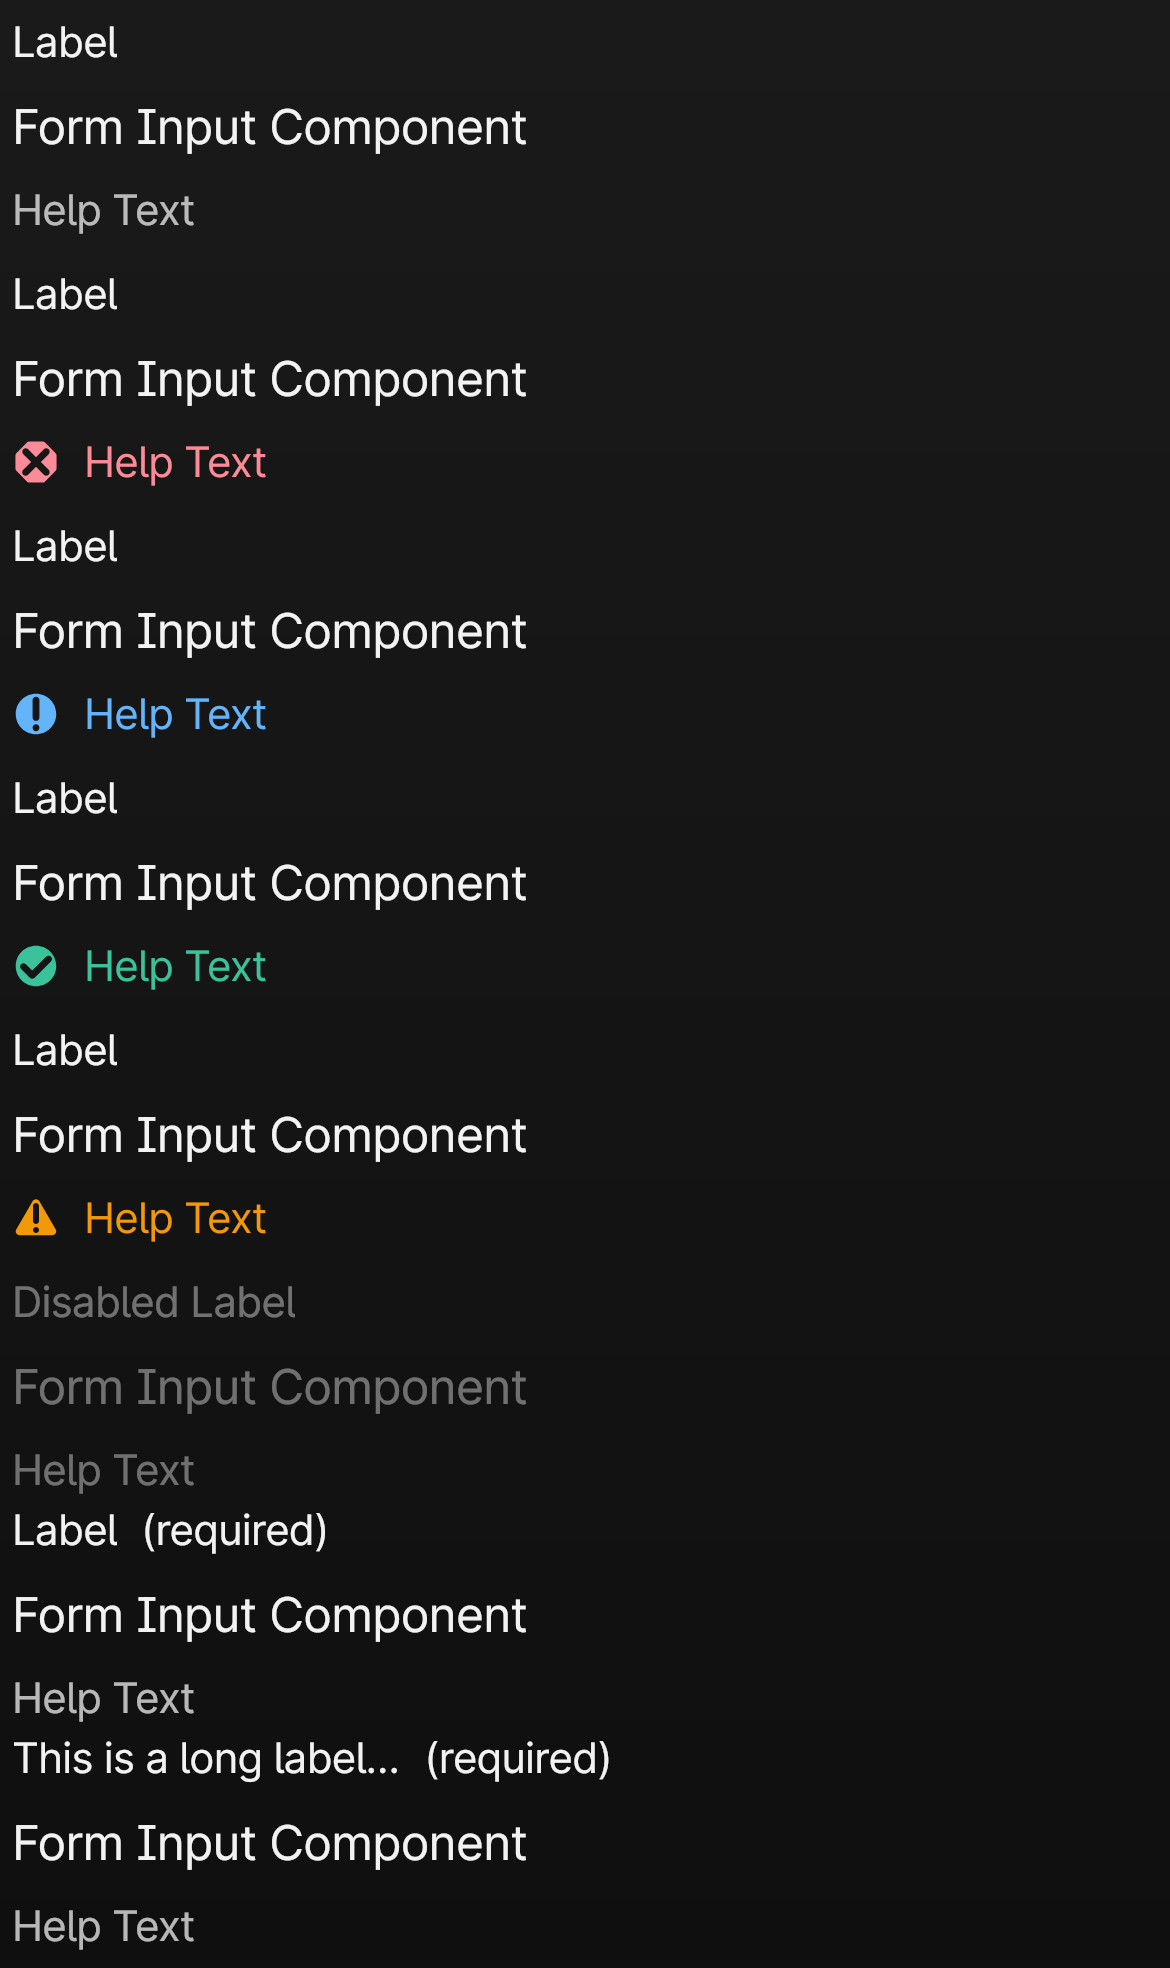 Label
Form Input Component
Help Text
Label
Form Input Component
Help Text
Label
Form Input Component
Help Text
Label
Form Input Component
Help Text
Label
Form Input Component
Help Text
Disabled Label
Form Input Component
Help Text
Label (required)
Form Input Component
Help Text
This is a long label... (required)
Form Input Component
Help Text